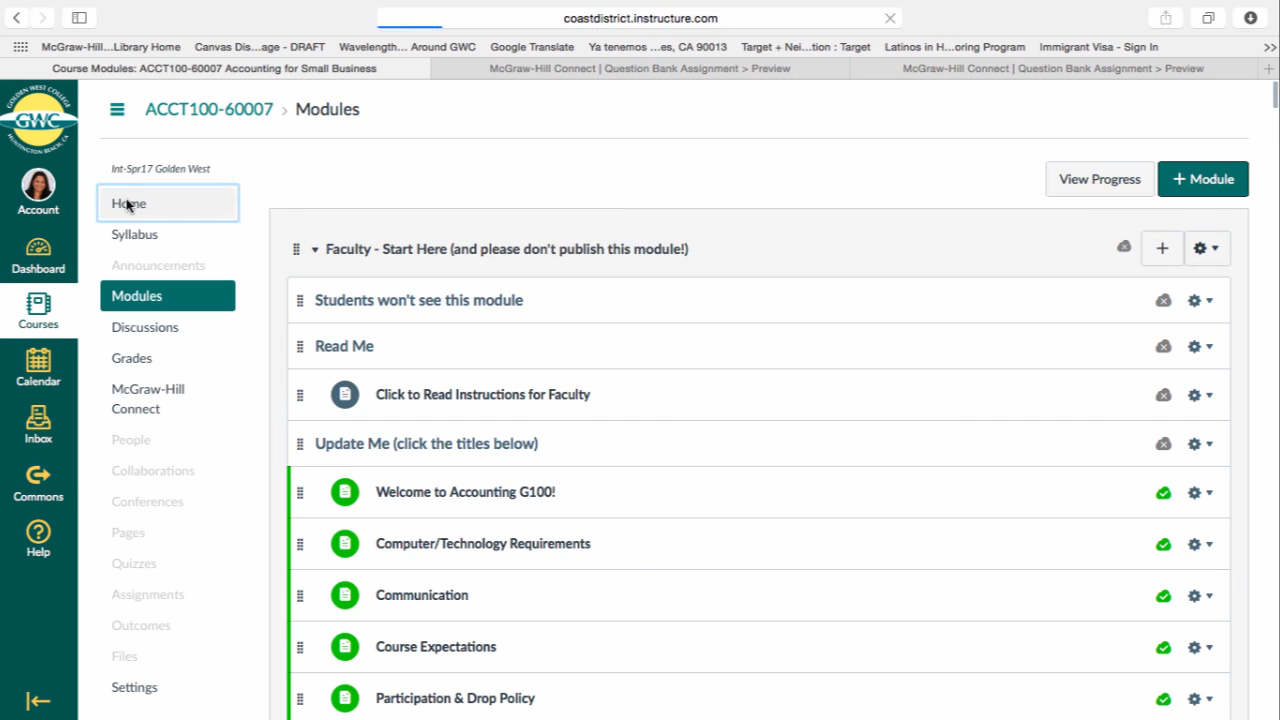 coastdistrict.instructure.com
McGraw-Hill...Library Home
Canvas Dis...age - DRAFT
Wavelength... Around GWC
Google Translate
Ya tenemos ...es, CA 90013
Target + Nei...tion : Target
Latinos in H...oring Program
Immigrant Visa - Sign In
Course Modules: ACCT100-60007 Accounting for Small Business
McGraw-Hill Connect | Question Bank Assignment > Preview
McGraw-Hill Connect | Question Bank Assignment > Preview
GOLDEN WEST COLLEGE
GWC
HUNTINGTON BEACH, CA
Account
Dashboard
Courses
Calendar
Inbox
Commons
Help
ACCT100-60007 › Modules
Int-Spr17 Golden West
Home
Syllabus
Announcements
Modules
Discussions
Grades
McGraw-Hill
Connect
People
Collaborations
Conferences
Pages
Quizzes
Assignments
Outcomes
Files
Settings
View Progress
+ Module
Faculty - Start Here (and please don't publish this module!)
Students won't see this module
Read Me
Click to Read Instructions for Faculty
Update Me (click the titles below)
Welcome to Accounting G100!
Computer/Technology Requirements
Communication
Course Expectations
Participation & Drop Policy